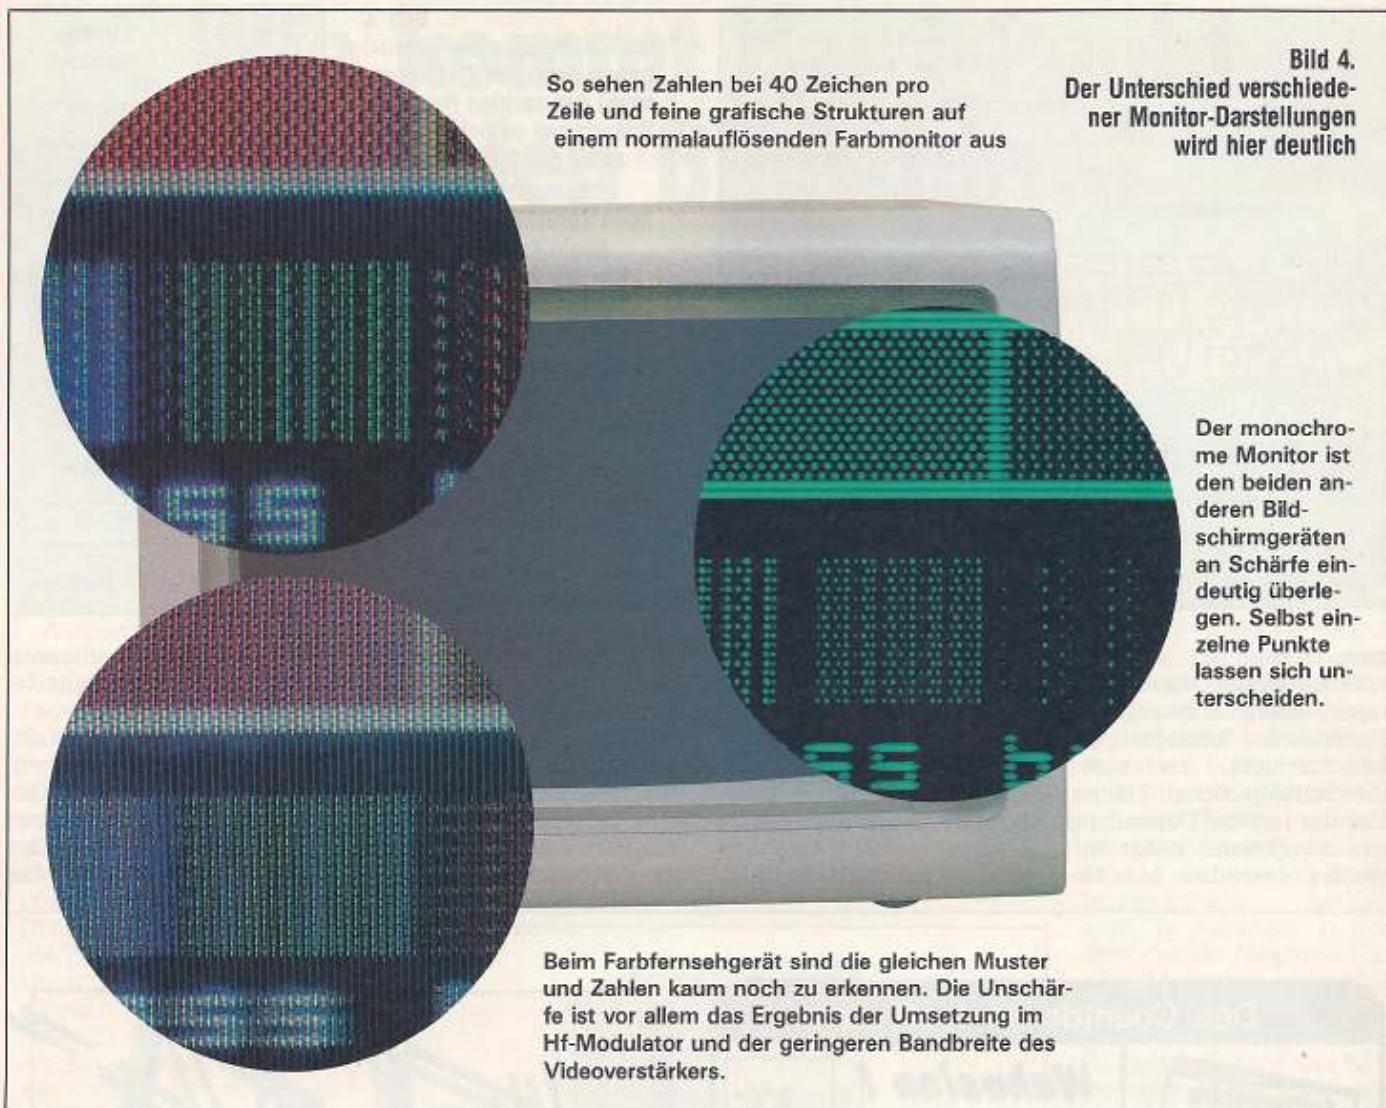 So sehen Zahlen bei 40 Zeichen pro
Zeile und feine grafische Strukturen auf
einem normalauflösenden Farbmonitor aus
Bild 4.
Der Unterschied verschiede-
ner Monitor-Darstellungen
wird hier deutlich
55
Der monochro-
me Monitor ist
den beiden an-
deren Bild-
schirmgeräten
an Schärfe ein-
deutig überle-
gen. Selbst ein-
zelne Punkte
lassen sich un-
terscheiden.
55 b
Beim Farbfernsehgerät sind die gleichen Muster
und Zahlen kaum noch zu erkennen. Die Unschär-
fe ist vor allem das Ergebnis der Umsetzung im
Hf-Modulator und der geringeren Bandbreite des
Videoverstärkers.